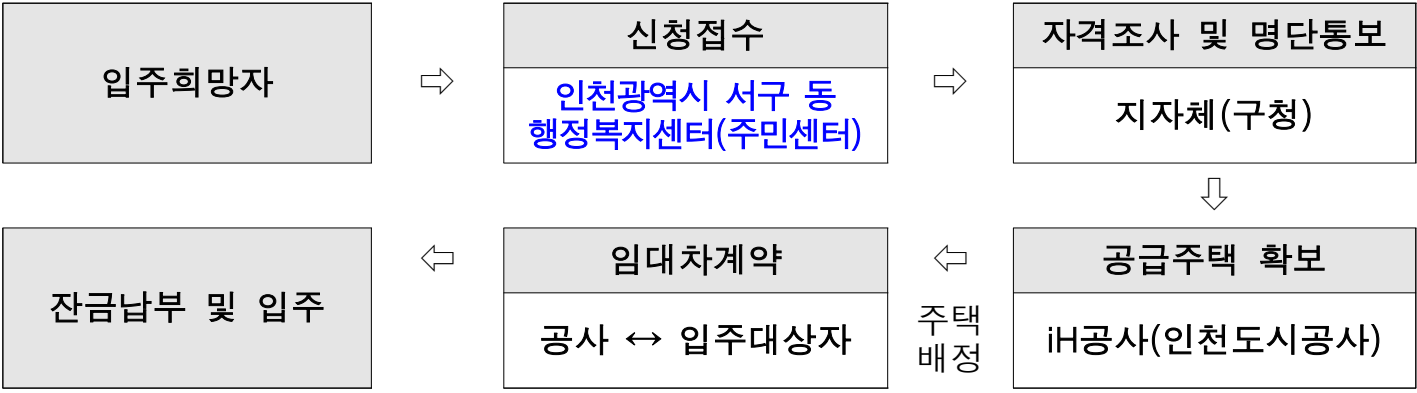 입주희망자
신청접수
인천광역시 서구 동
행정복지센터(주민센터)
자격조사 및 명단통보
지자체(구청)
공급주택 확보
iH공사(인천도시공사)
주택
배정
임대차계약
공사 ↔ 입주대상자
잔금납부 및 입주